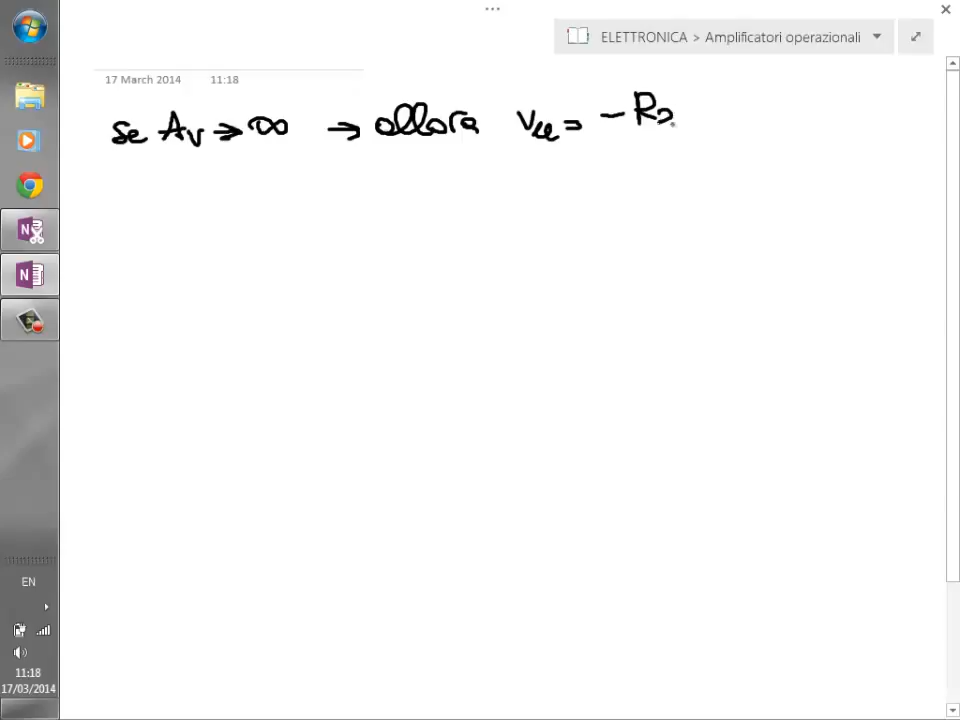 ELETTRONICA > Amplificatori operazionali
17 March 2014 11:18
se Av → ∞ → allora Vu = - R2
EN
11:18
17/03/2014